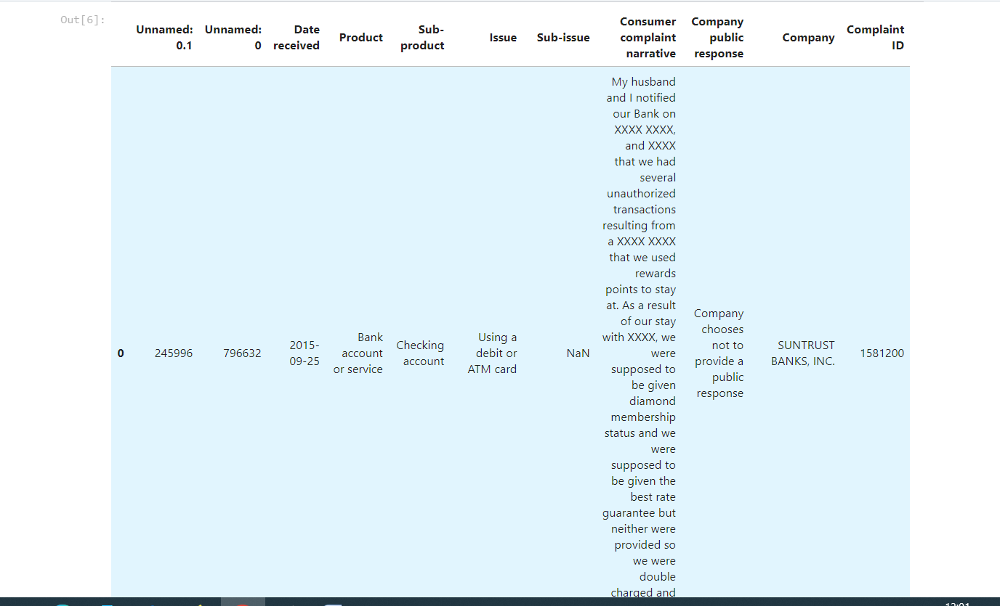 Out[6]:
Unnamed: 0.1
Unnamed: 0
Date received
Product
Sub-product
Issue
Sub-issue
Consumer complaint narrative
Company public response
Company
Complaint ID
0
245996
796632
2015-
09-25
Bank
account
or service
Checking
account
Using a
debit or
ATM card
NaN
My husband
and I notified
our Bank on
XXXX XXXX,
and XXXX
that we had
several
unauthorized
transactions
resulting from
a XXXX XXXX
that we used
rewards
points to stay
at. As a result
of our stay
with XXXX, we
were
supposed to
be given
diamond
membership
status and we
were
supposed to
be given the
best rate
guarantee but
neither were
provided so
we were
double
charged and
Company
chooses
not to
provide a
public
response
SUNTRUST
BANKS, INC.
1581200